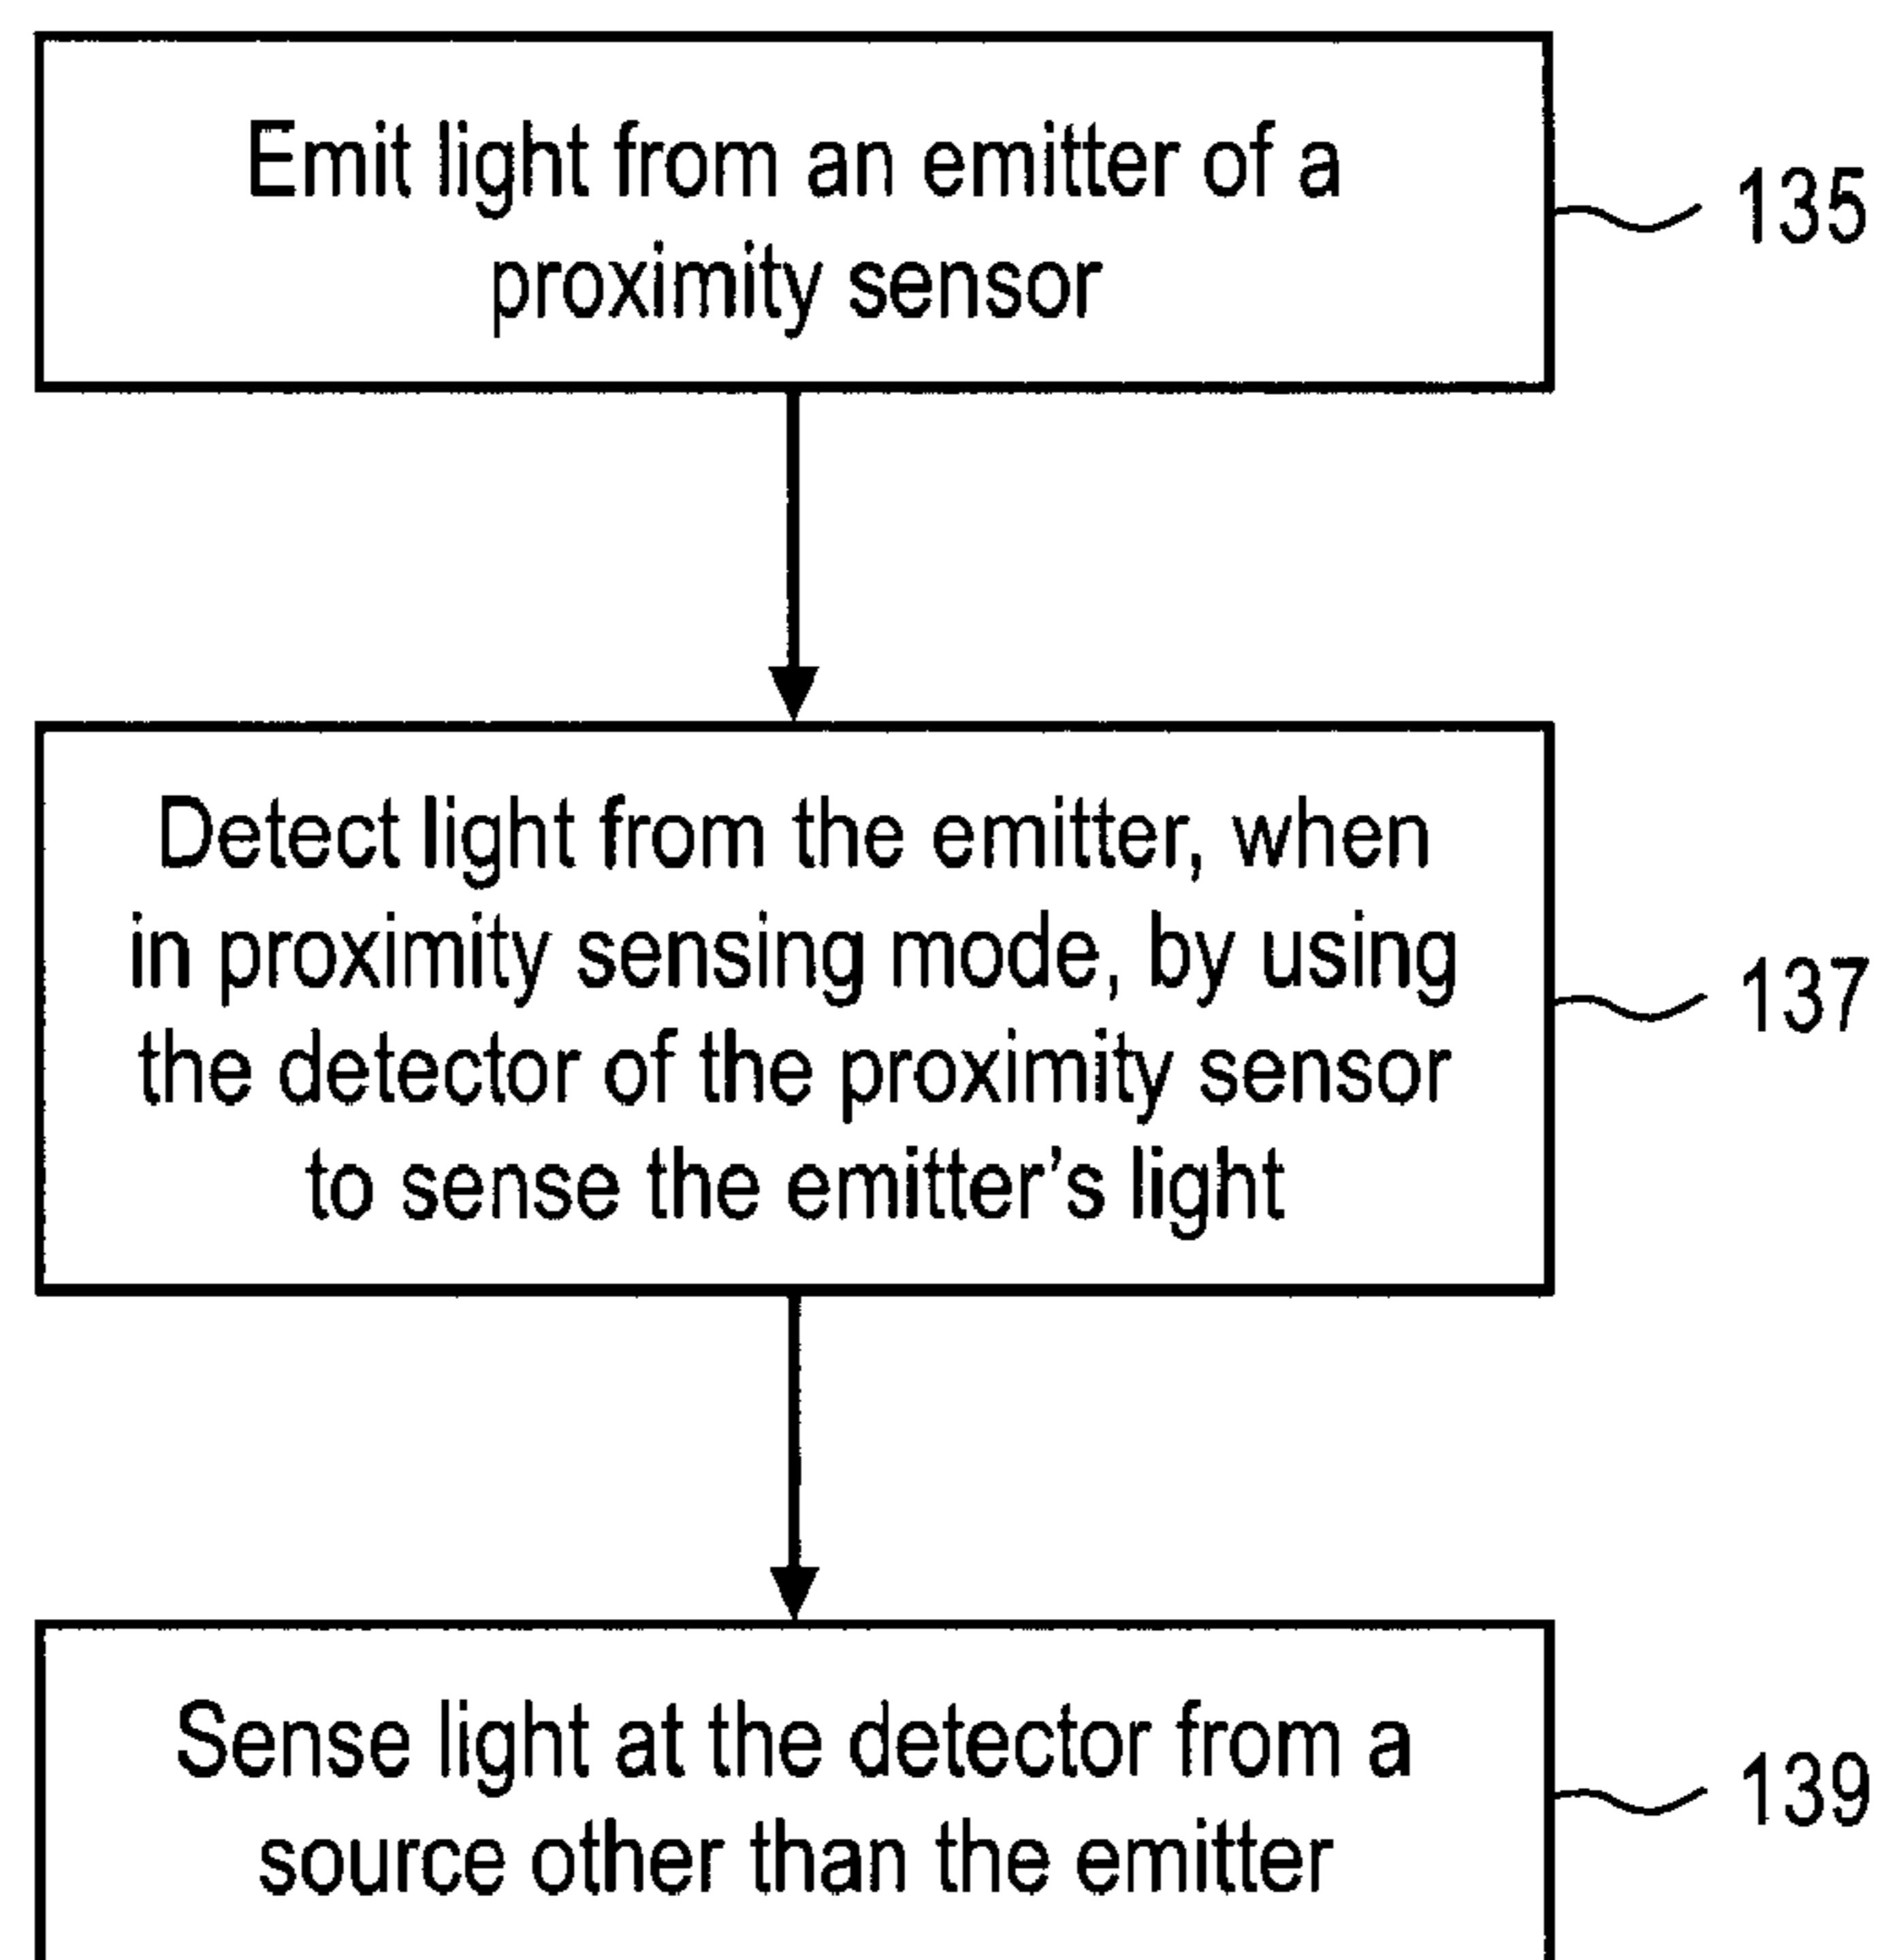 Emit light from an emitter of a
proximity sensor
135
Detect light from the emitter, when
in proximity sensing mode, by using
the detector of the proximity sensor
to sense the emitter’s light
137
Sense light at the detector from a
source other than the emitter
139